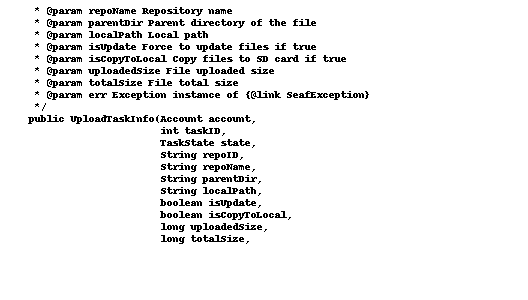 * @param repoName Repository name
* @param parentDir Parent directory of the file
* @param localPath Local path
* @param isUpdate Force to update files if true
* @param isCopyToLocal Copy files to SD card if true
* @param uploadedSize File uploaded size
* @param totalSize File total size
* @param err Exception instance of {@link SeafException}
*/
public UploadTaskInfo(Account account,
int taskID,
TaskState state,
String repoID,
String repoName,
String parentDir,
String localPath,
boolean isUpdate,
boolean isCopyToLocal,
long uploadedSize,
long totalSize,